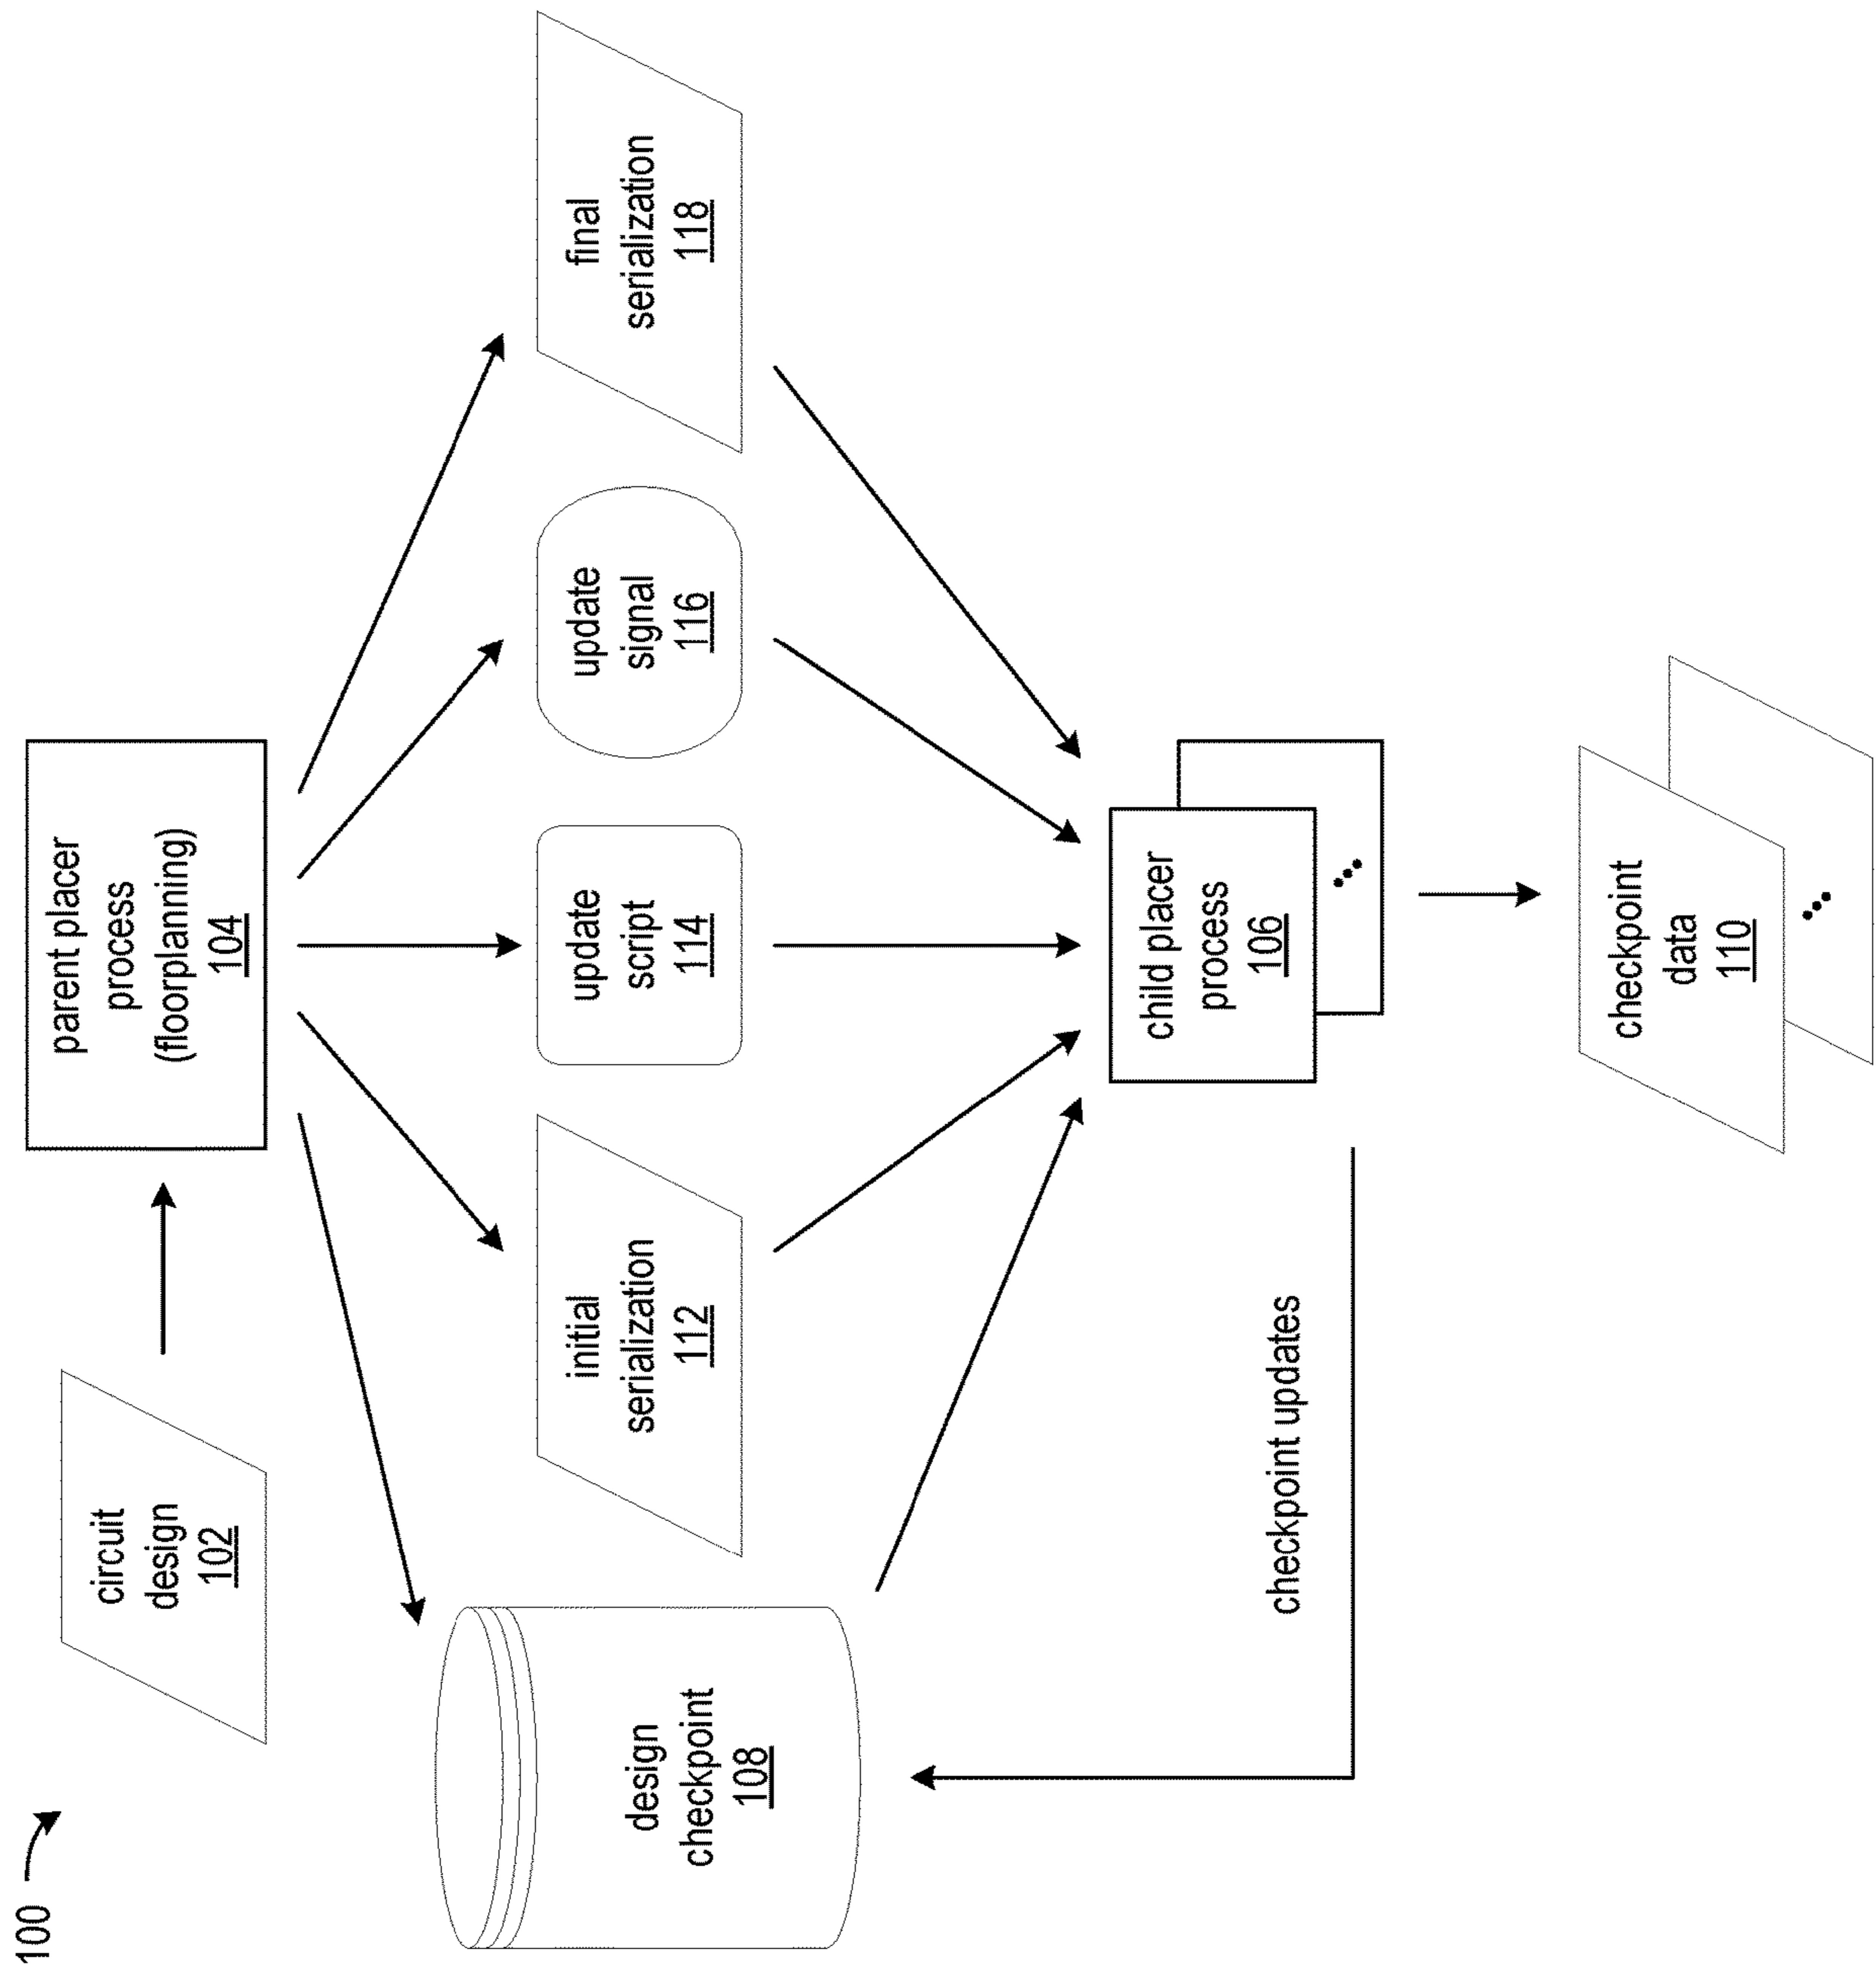 100
circuit
design
102
parent placer
process
(floorplanning)
104
design
checkpoint
108
initial
serialization
112
update
script
114
update
signal
116
final
serialization
118
child placer
process
106
checkpoint updates
checkpoint
data
110